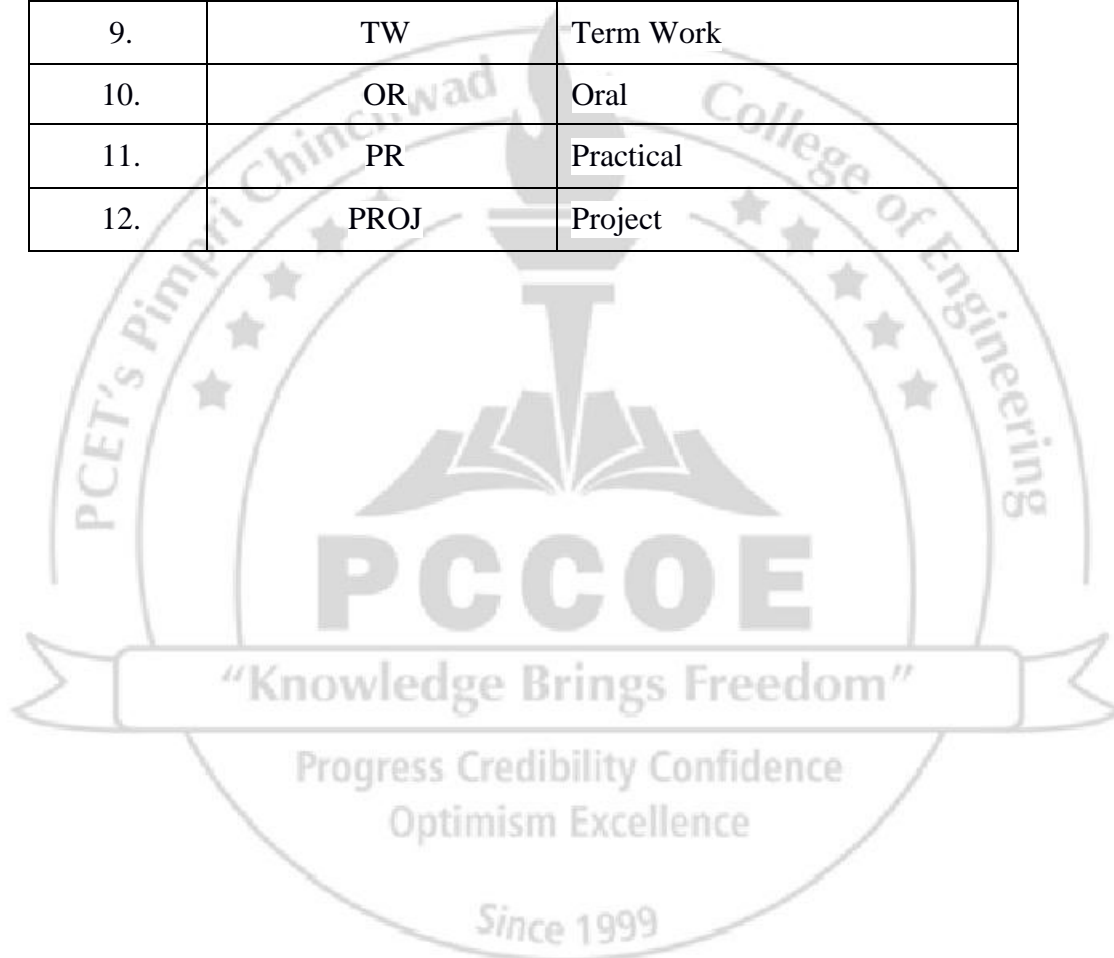 9. TW Term Work
10. OR Oral
11. PR Practical
12. PROJ Project
PCET's Pimpri Chinchwad College of Engineering
PCCOE
"Knowledge Brings Freedom"
Progress Credibility Confidence
Optimism Excellence
Since 1999